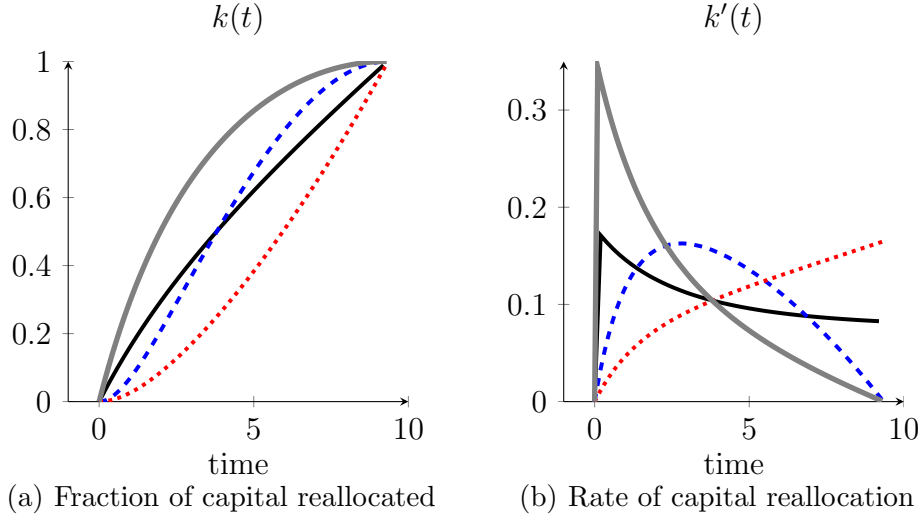 k(t)
1
0.8
0.6
0.4
0.2
0
0 5 10
time
(a) Fraction of capital reallocated
k′(t)
0.3
0.2
0.1
0
0 5 10
time
(b) Rate of capital reallocation